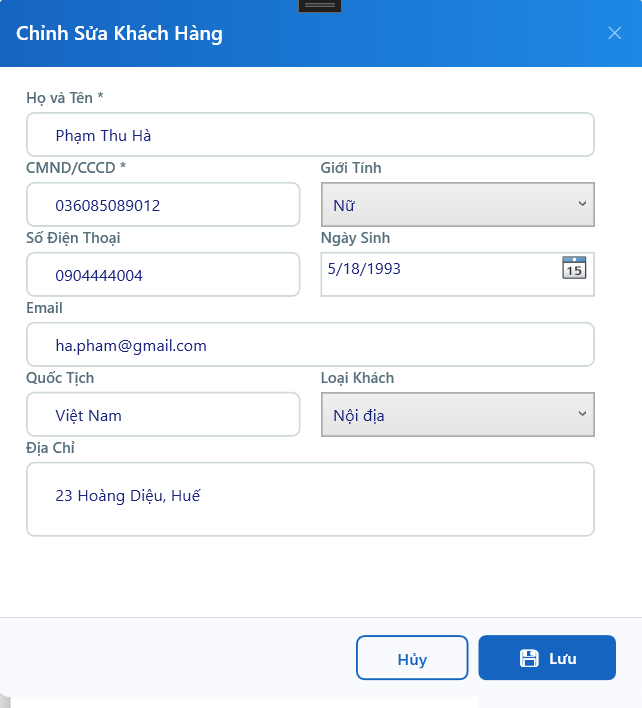 Chỉnh Sửa Khách Hàng
Họ và Tên *
Phạm Thu Hà
CMND/CCCD *
Giới Tính
036085089012
Nữ
Số Điện Thoại
Ngày Sinh
0904444004
5/18/1993
15
Email
ha.pham@gmail.com
Quốc Tịch
Loại Khách
Việt Nam
Nội địa
Địa Chỉ
23 Hoàng Diệu, Huế
Hủy
Lưu